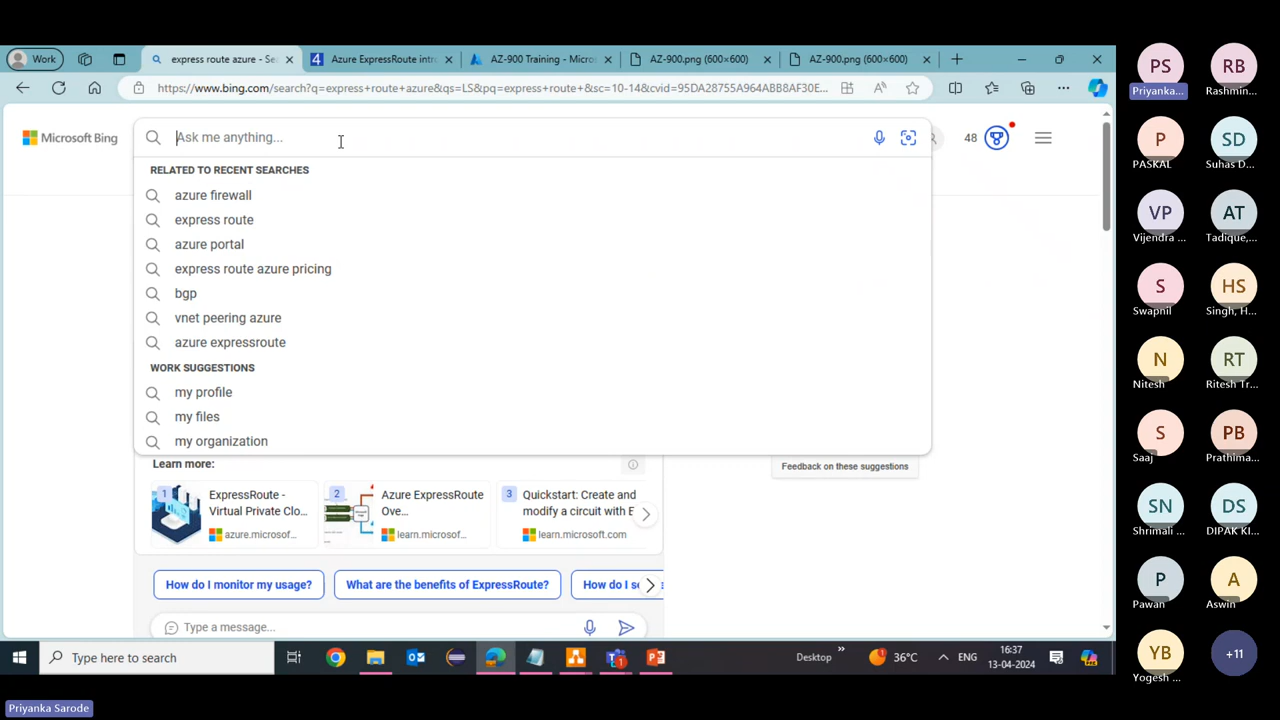 Work
express route azure - Se
Azure ExpressRoute intr
AZ-900 Training - Micros
AZ-900.png (600×600)
AZ-900.png (600×600)
https://www.bing.com/search?q=express+route+azure&qs=LS&pq=express+route+&sc=10-14&cvid=95DA28755A964ABB8AF30E...
Microsoft Bing
Ask me anything...
48
RELATED TO RECENT SEARCHES
azure firewall
express route
azure portal
express route azure pricing
bgp
vnet peering azure
azure expressroute
WORK SUGGESTIONS
my profile
my files
my organization
Learn more:
Feedback on these suggestions
1
ExpressRoute -
Virtual Private Clo...
azure.microsof...
2
Azure ExpressRoute
Ove...
learn.microsof...
3
Quickstart: Create and
modify a circuit with E
learn.microsoft.com
How do I monitor my usage?
What are the benefits of ExpressRoute?
How do I se
Type a message...
Type here to search
Desktop
36°C
ENG
16:37
13-04-2024
Priyanka Sarode
PS
Priyanka...
RB
Rashmin...
P
PASKAL
SD
Suhas D...
VP
Vijendra ...
AT
Tadique,...
S
Swapnil
HS
Singh, H...
N
Nitesh
RT
Ritesh Tr...
S
Saaj
PB
Prathima...
SN
Shrimali ...
DS
DIPAK KI...
P
Pawan
A
Aswin
YB
Yogesh ...
+11